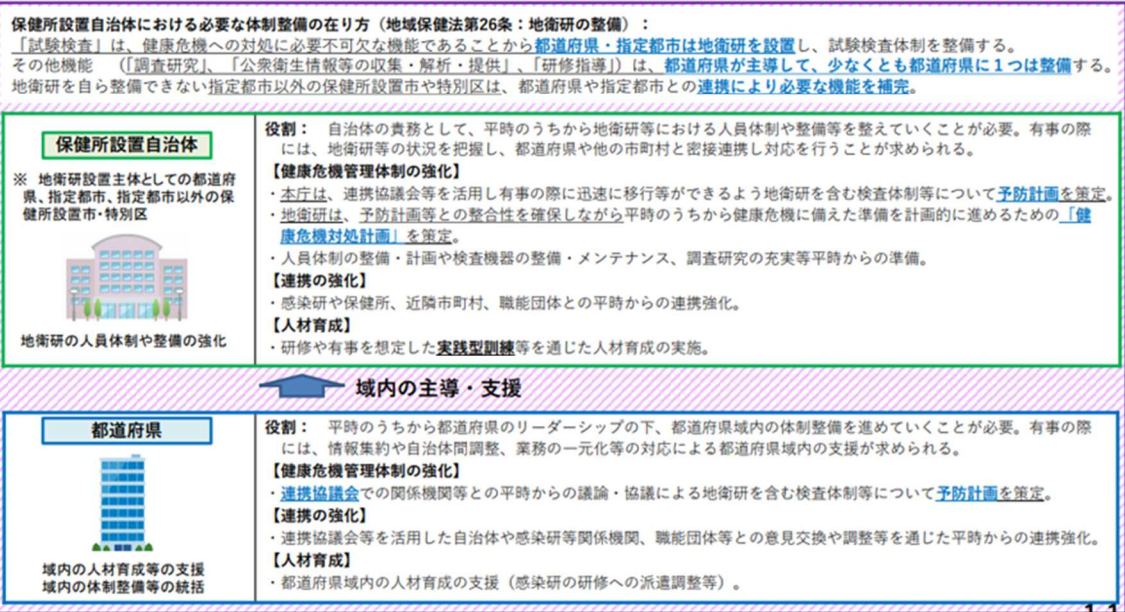 保健所設置自治体における必要な体制整備の在り方（地域保健法第26条：地衛研の整備）：
「試験検査」は、健康危機への対処に必要不可欠な機能であることから都道府県・指定都市は地衛研を設置し、試験検査体制を整備する。
その他機能　（「調査研究」、「公衆衛生情報等の収集・解析・提供」、「研修指導」）は、都道府県が主導して、少なくとも都道府県に１つは整備する。
地衛研を自ら整備できない指定都市以外の保健所設置市や特別区は、都道府県や指定都市との連携により必要な機能を補完。
保健所設置自治体
※　地衛研設置主体としての都道府
県、指定都市、指定都市以外の保
健所設置市・特別区
地衛研の人員体制や整備の強化
役割：　自治体の責務として、平時のうちから地衛研等における人員体制や整備等を整えていくことが必要。有事の際
には、地衛研等の状況を把握し、都道府県や他の市町村と密接連携し対応を行うことが求められる。
【健康危機管理体制の強化】
・本庁は、連携協議会等を活用し有事の際に迅速に移行等ができるよう地衛研を含む検査体制等について予防計画を策定。
・地衛研は、予防計画等との整合性を確保しながら平時のうちから健康危機に備えた準備を計画的に進めるための「健
康危機対処計画」を策定。
・人員体制の整備・計画や検査機器の整備・メンテナンス、調査研究の充実等平時からの準備。
【連携の強化】
・感染研や保健所、近隣市町村、職能団体との平時からの連携強化。
【人材育成】
・研修や有事を想定した実践型訓練等を通じた人材育成の実施。
域内の主導・支援
都道府県
域内の人材育成等の支援
域内の体制整備等の統括
役割：　平時のうちから都道府県のリーダーシップの下、都道府県域内の体制整備を進めていくことが必要。有事の際
には、情報集約や自治体間調整、業務の一元化等の対応による都道府県域内の支援が求められる。
【健康危機管理体制の強化】
・連携協議会での関係機関等との平時からの議論・協議による地衛研を含む検査体制等について予防計画を策定。
【連携の強化】
・連携協議会等を活用した自治体や感染研等関係機関、職能団体等との意見交換や調整等を通じた平時からの連携強化。
【人材育成】
・都道府県域内の人材育成の支援（感染研の研修への派遣調整等）。